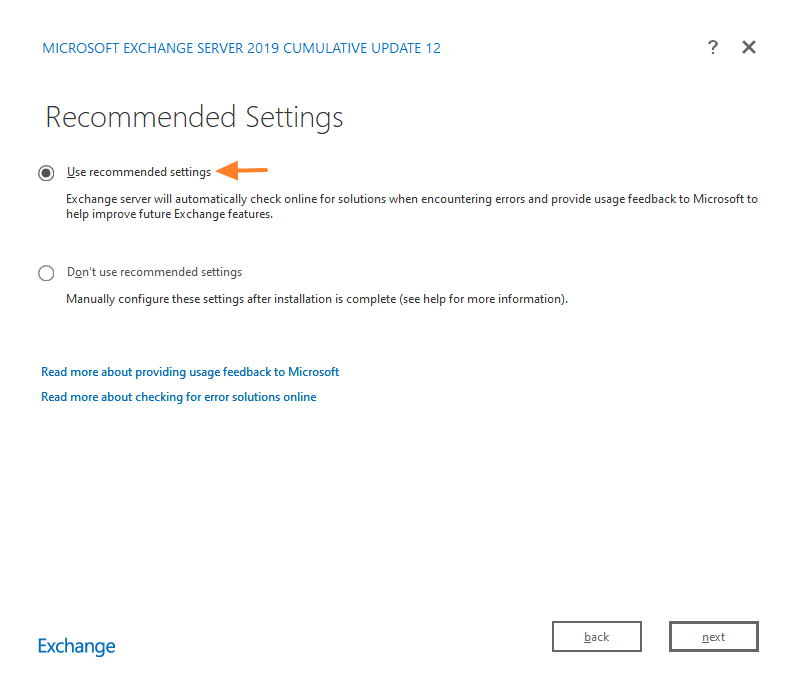 MICROSOFT EXCHANGE SERVER 2019 CUMULATIVE UPDATE 12
?
Recommended Settings
Use recommended settings
Exchange server will automatically check online for solutions when encountering errors and provide usage feedback to Microsoft to
help improve future Exchange features.
Don't use recommended settings
Manually configure these settings after installation is complete (see help for more information).
Read more about providing usage feedback to Microsoft
Read more about checking for error solutions online
Exchange
back
next